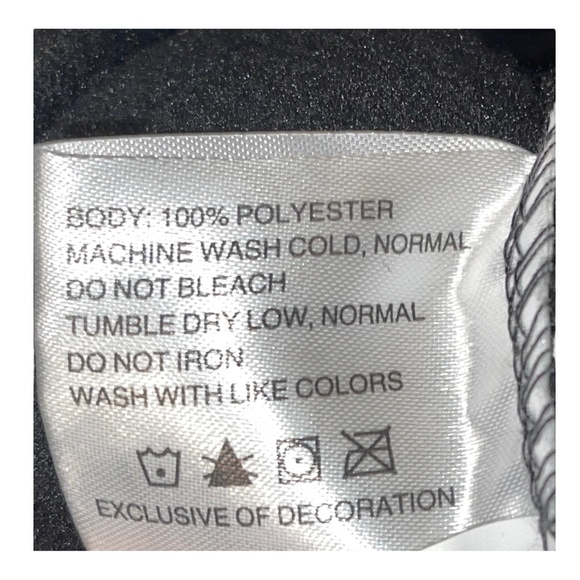 BODY: 100% POLYESTER
MACHINE WASH COLD, NORMAL
DO NOT BLEACH
TUMBLE DRY LOW, NORMAL
DO NOT IRON
WASH WITH LIKE COLORS
EXCLUSIVE OF DECORATION